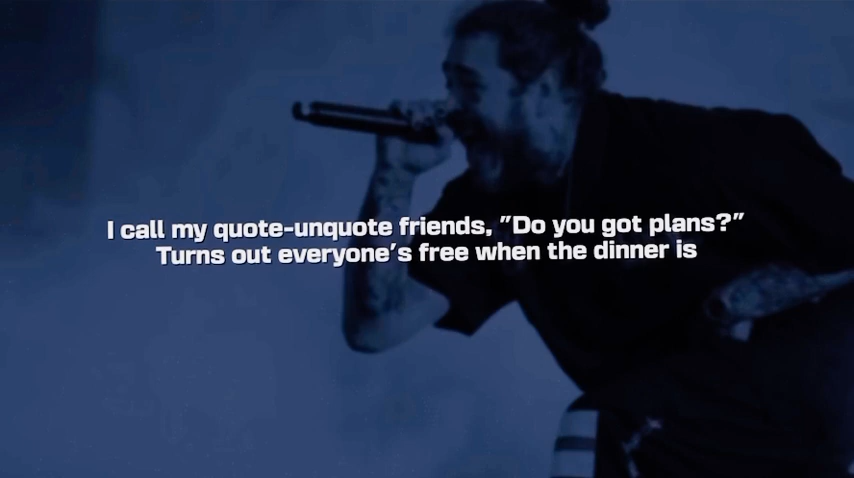 I call my quote-unquote friends, "Do you got plans?"
Turns out everyone's free when the dinner is